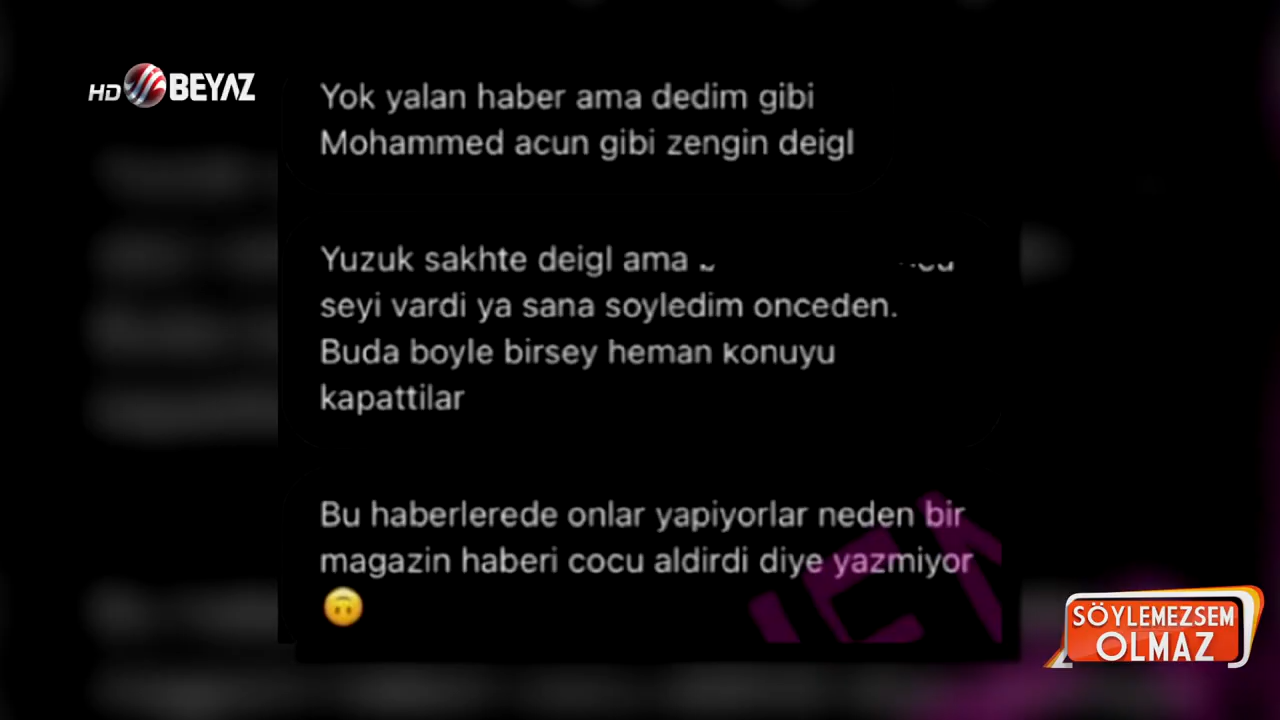 HD BEYAZ
Yok yalan haber ama dedim gibi
Mohammed acun gibi zengin deigl
Yuzuk sakhte deigl ama
seyi vardi ya sana soyledim onceden.
Buda boyle birsey heman konuyu
kapattilar
Bu haberlerede onlar yapiyorlar neden bir
magazin haberi cocu aldirdi diye yazmiyor
🙃
SÖYLEMEZSEM
OLMAZ